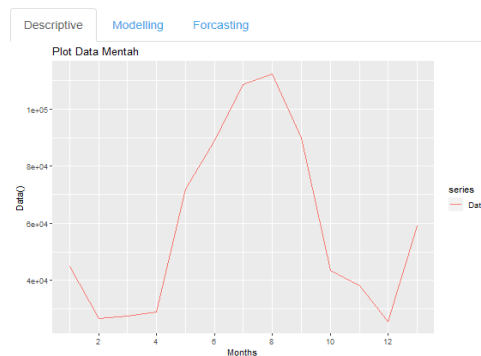 Descriptive Modelling Forcasting
Plot Data Mentah
1e+05
8e+04
6e+04
4e+04
Data()
series
Dat
2 4 6 8 10 12
Months